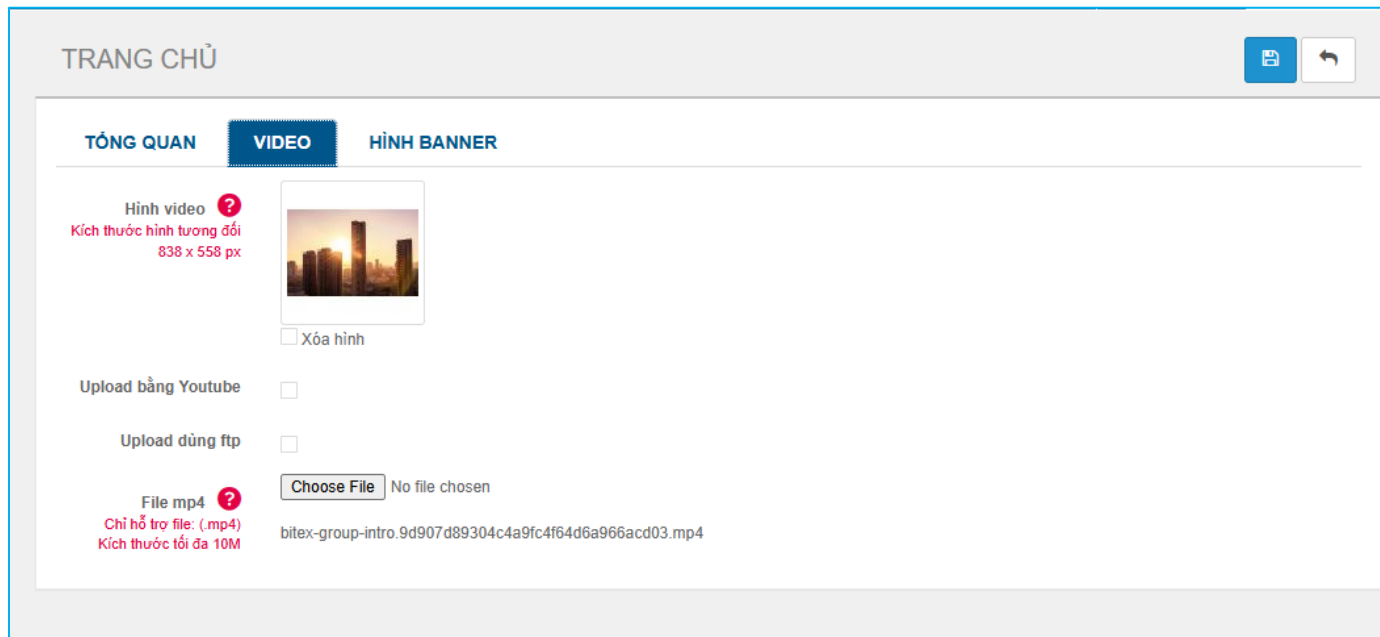 TRANG CHỦ
TỔNG QUAN
VIDEO
HÌNH BANNER
Hình video ?
Kích thước hình tương đối
838 x 558 px
Xóa hình
Upload bằng Youtube
Upload dùng ftp
File mp4 ?
Chỉ hỗ trợ file: (.mp4)
Kích thước tối đa 10M
Choose File No file chosen
bitex-group-intro.9d907d89304c4a9fc4f64d6a966acd03.mp4